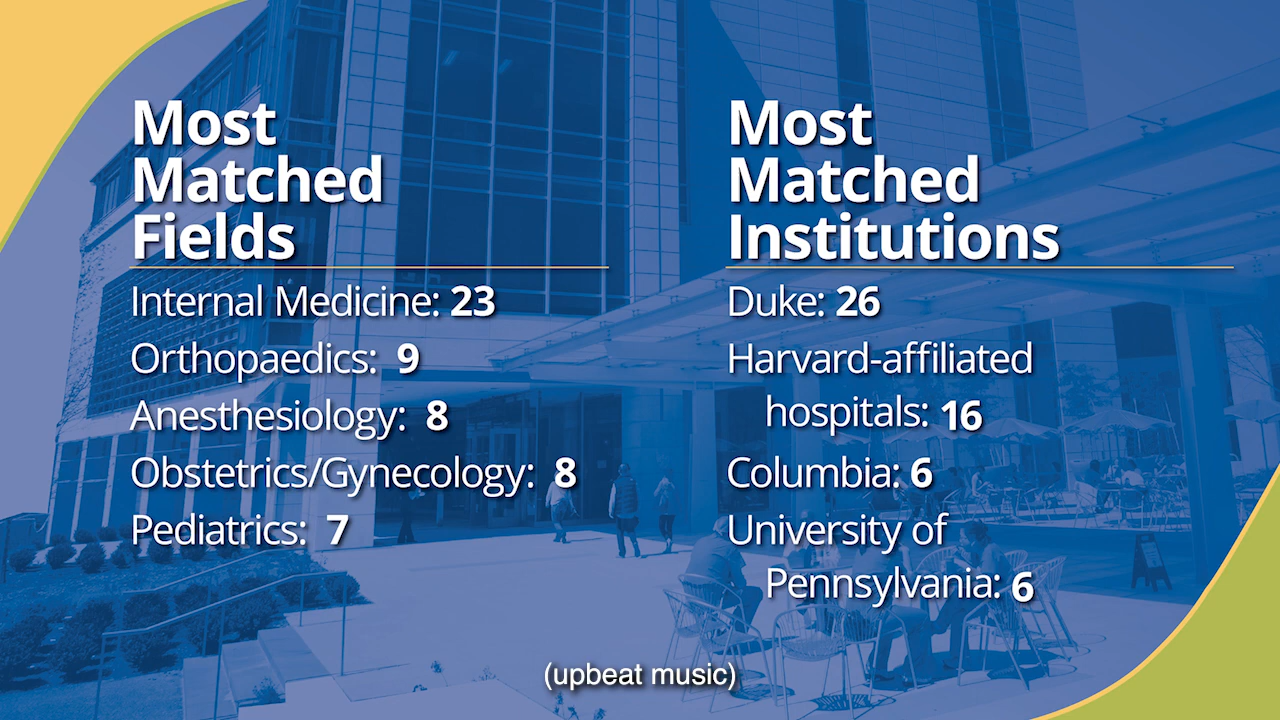 Most
Matched
Fields
Internal Medicine: 23
Orthopaedics: 9
Anesthesiology: 8
Obstetrics/Gynecology: 8
Pediatrics: 7
Most
Matched
Institutions
Duke: 26
Harvard-affiliated
hospitals: 16
Columbia: 6
University of
Pennsylvania: 6
(upbeat music)